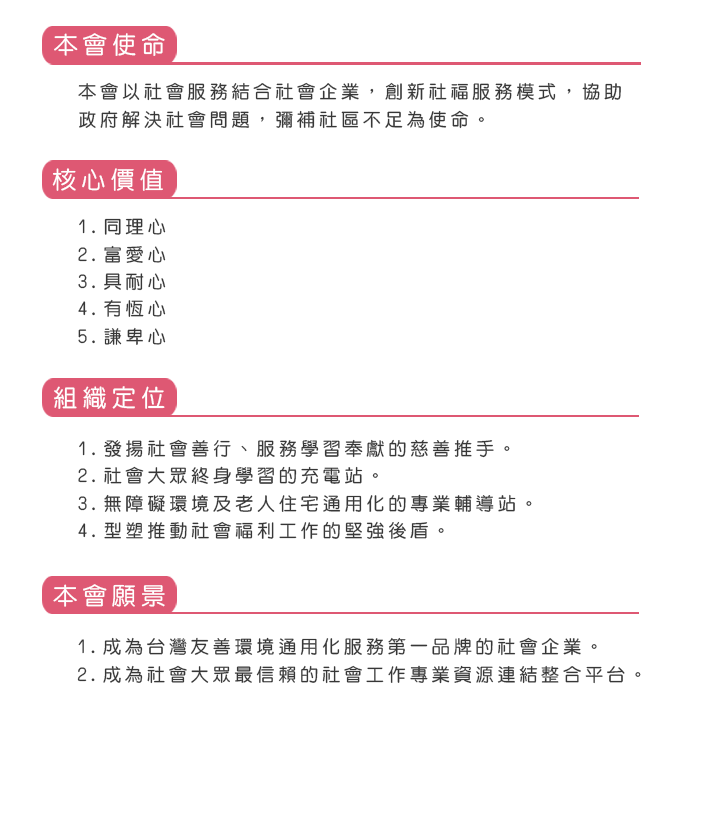 本會使命
本會以社會服務結合社會企業，創新社福服務模式，協助
政府解決社會問題，彌補社區不足為使命。
核心價值
1.同理心
2.富愛心
3.具耐心
4.有恆心
5.謙卑心
組織定位
1.發揚社會善行、服務學習奉獻的慈善推手。
2.社會大眾終身學習的充電站。
3.無障礙環境及老人住宅通用化的專業輔導站。
4.型塑推動社會福利工作的堅強後盾。
本會願景
1.成為台灣友善環境通用化服務第一品牌的社會企業。
2.成為社會大眾最信賴的社會工作專業資源連結整合平台。